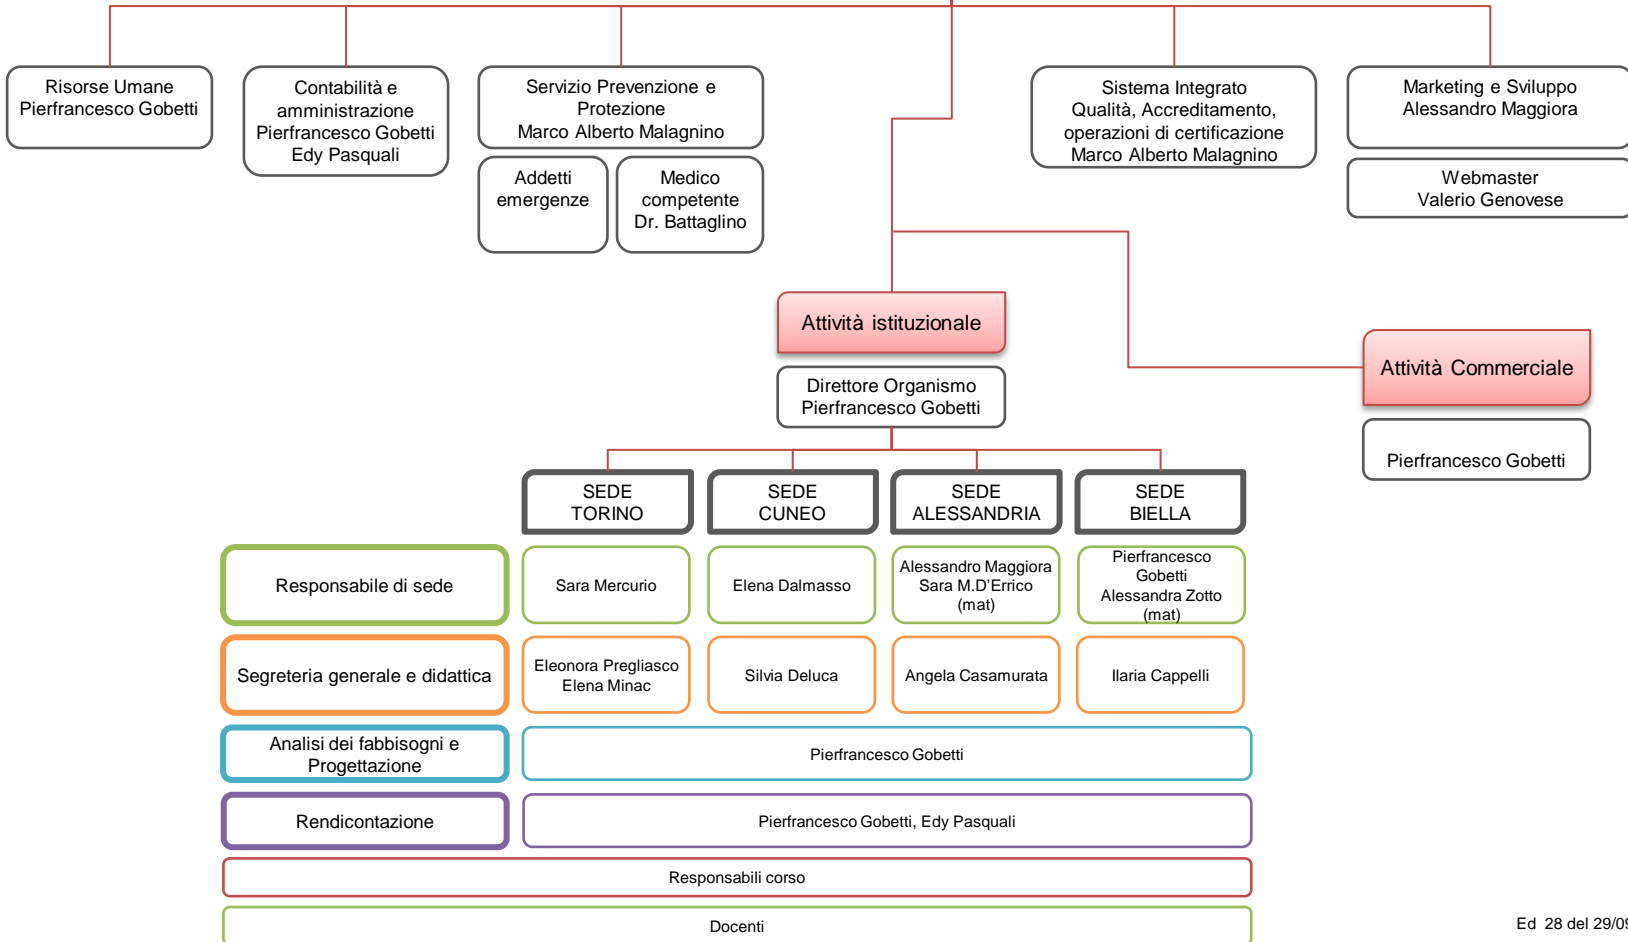 Risorse Umane
Pierfrancesco Gobetti
Contabilità e
amministrazione
Pierfrancesco Gobetti
Edy Pasquali
Servizio Prevenzione e
Protezione
Marco Alberto Malagnino
Addetti
emergenze
Medico
competente
Dr. Battaglino
Sistema Integrato
Qualità, Accreditamento,
operazioni di certificazione
Marco Alberto Malagnino
Marketing e Sviluppo
Alessandro Maggiora
Webmaster
Valerio Genovese
Attività istituzionale
Direttore Organismo
Pierfrancesco Gobetti
Attività Commerciale
Pierfrancesco Gobetti
SEDE
TORINO
SEDE
CUNEO
SEDE
ALESSANDRIA
SEDE
BIELLA
Responsabile di sede
Sara Mercurio
Elena Dalmasso
Alessandro Maggiora
Sara M.D'Errico
(mat)
Pierfrancesco
Gobetti
Alessandra Zotto
(mat)
Segreteria generale e didattica
Eleonora Pregliasco
Elena Minac
Silvia Deluca
Angela Casamurata
Ilaria Cappelli
Analisi dei fabbisogni e
Progettazione
Pierfrancesco Gobetti
Rendicontazione
Pierfrancesco Gobetti, Edy Pasquali
Responsabili corso
Docenti
Ed 28 del 29/09